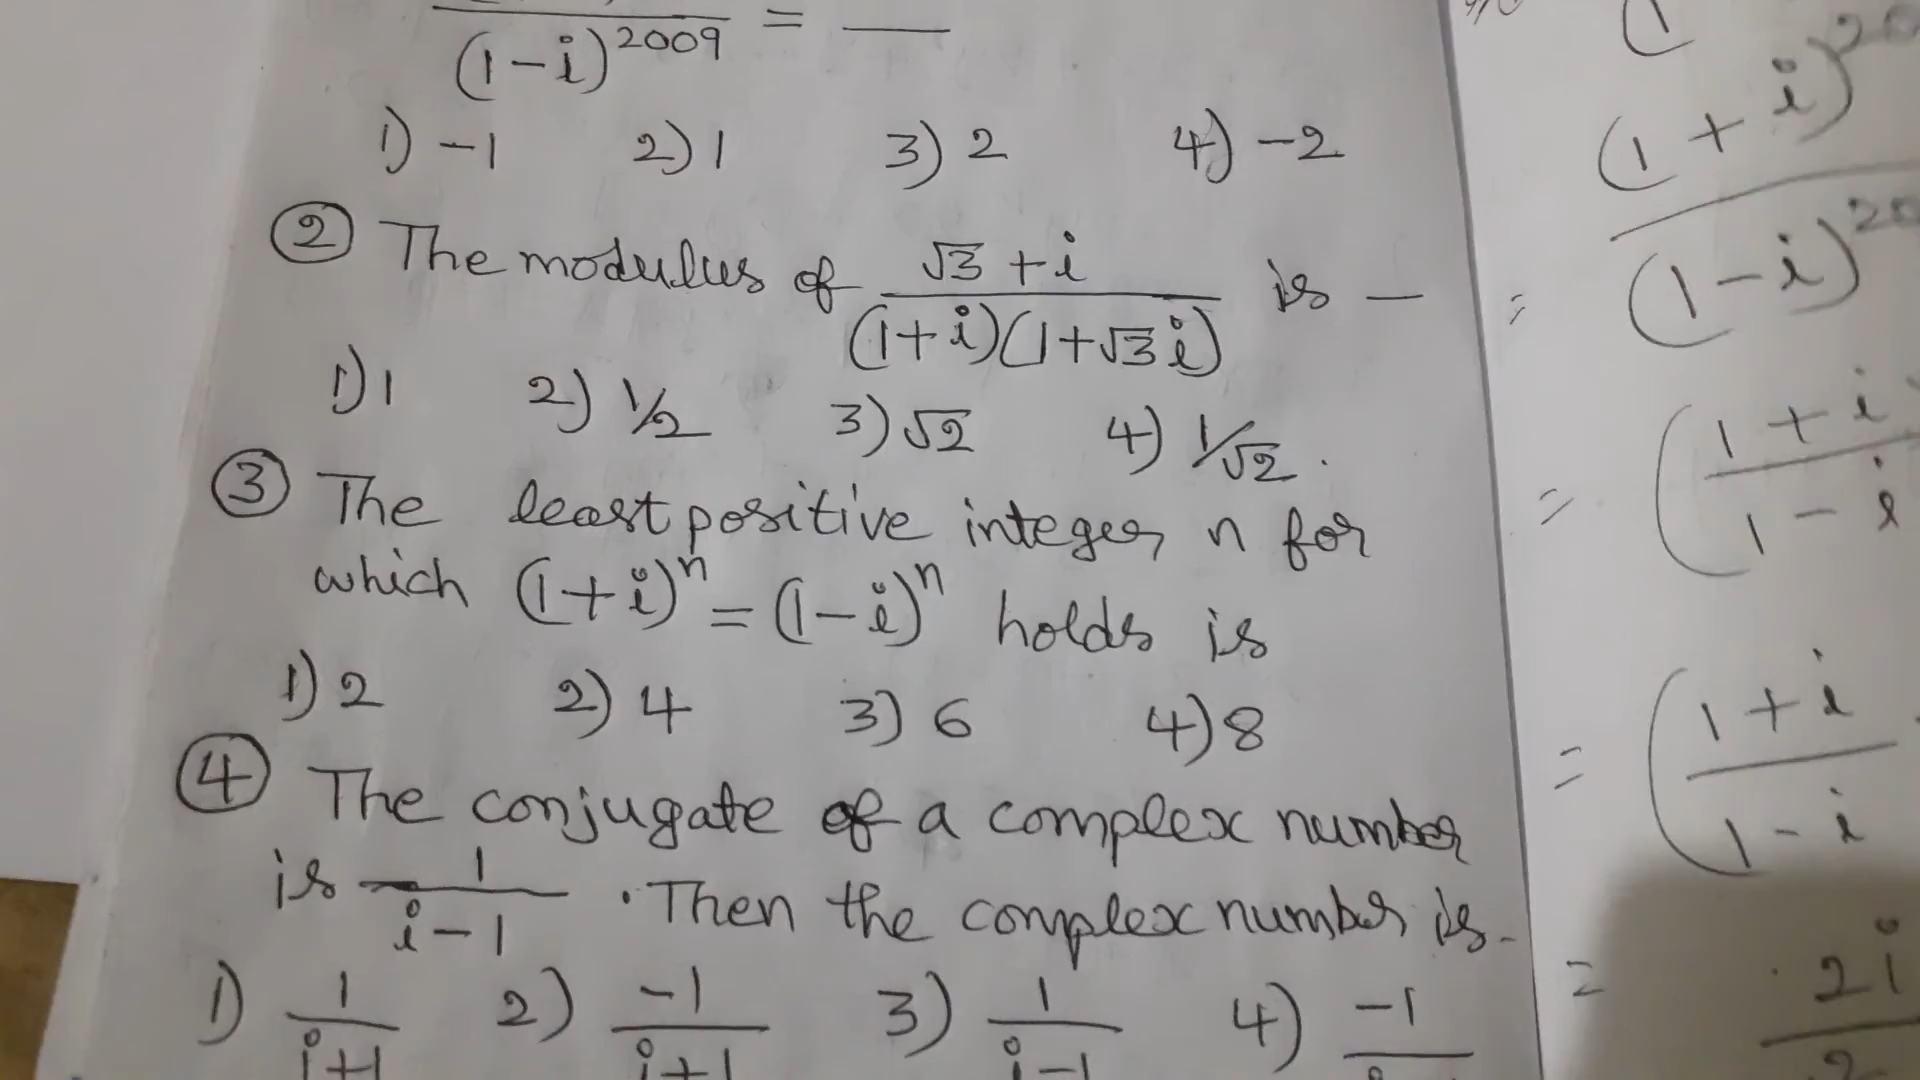 (1-i)²⁰⁰⁹ = __
1) -1 2) 1 3) 2 4) -2
② The modulus of (√3 + i)/((1+i)(1+√3 i)) is __
1) 1 2) 1/2 3) √2 4) 1/√2.
③ The least positive integer n for
which (1+i)ⁿ = (1-i)ⁿ holds is
1) 2 2) 4 3) 6 4) 8
④ The conjugate of a complex number
is 1/(i-1). Then the complex number is-
1) 1/(i+1) 2) -1/(i+1) 3) 1/(i-1) 4) -1
(1 + i)
(1 - i)
= (1 + i
1 - i
= (1 + i
1 - i
= 2i
2